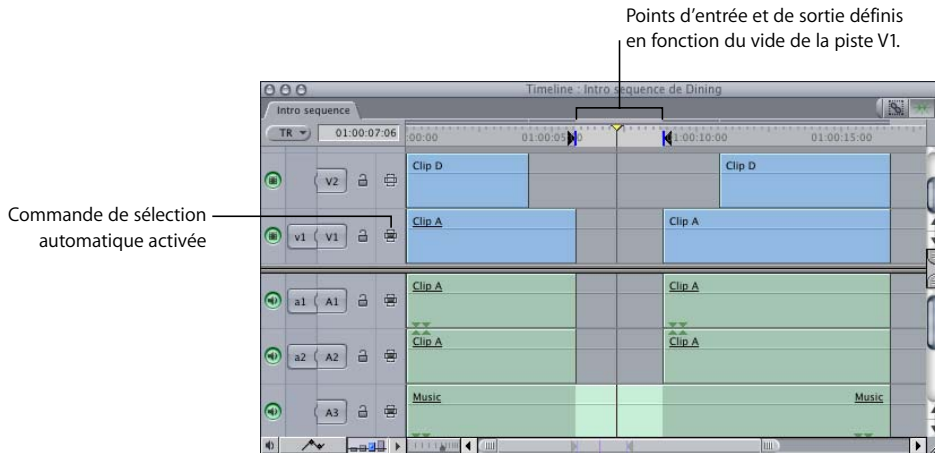 Points d’entrée et de sortie définis
en fonction du vide de la piste V1.
Timeline : Intro sequence de Dining
Intro sequence
TR 01:00:07:06 :00:00 01:00:05:00 01:00:10:00 01:00:15:00
V2 Clip D Clip D
Commande de sélection
automatique activée
v1 V1 Clip A Clip A
a1 A1 Clip A Clip A
a2 A2 Clip A Clip A
A3 Music Music